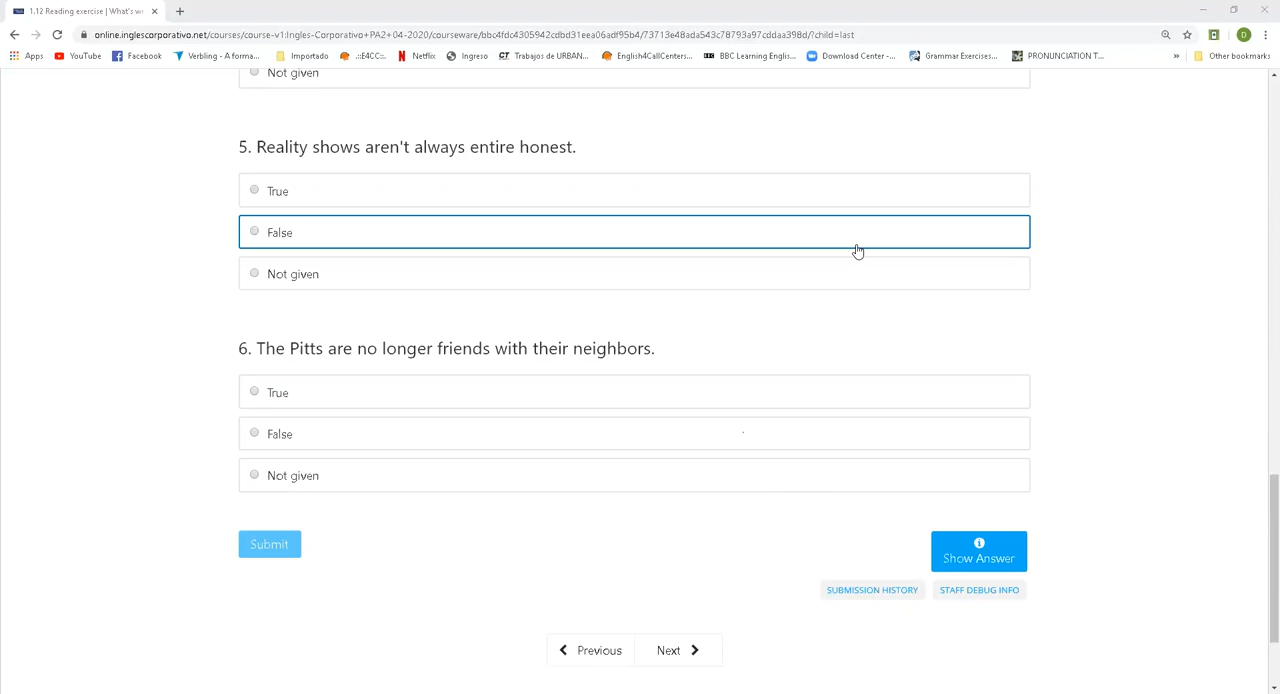 1.12 Reading exercise | What's w
online.inglescorporativo.net/courses/course-v1:Ingles-Corporativo+PA2+04-2020/courseware/bbc4fdc4305942cdbd31eea06adf95b4/73713e48ada543c78793a97cddaa398d/?child=last
D
Apps YouTube Facebook Verbling - A forma... Importado .::E4CC::. Netflix Ingreso CT Trabajos de URBAN... English4CallCenters... BBC Learning Englis... Download Center -... Grammar Exercises... PRONUNCIATION T... » Other bookmarks
Not given
5. Reality shows aren't always entire honest.
True
False
Not given
6. The Pitts are no longer friends with their neighbors.
True
False
Not given
Submit
Show Answer
SUBMISSION HISTORY STAFF DEBUG INFO
Previous Next